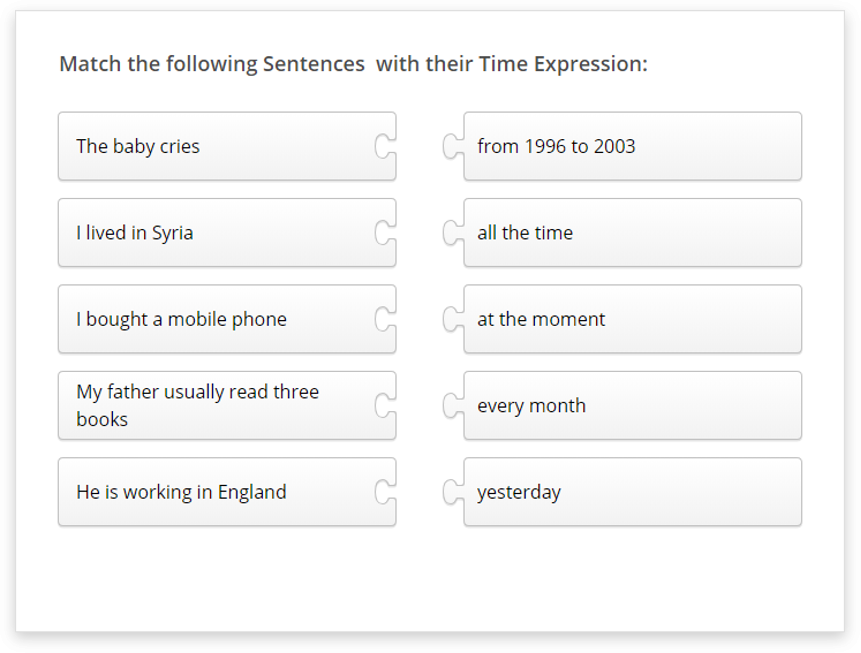 Match the following Sentences  with their Time Expression:
The baby cries
from 1996 to 2003
I lived in Syria
all the time
I bought a mobile phone
at the moment
My father usually read three
books
every month
He is working in England
yesterday